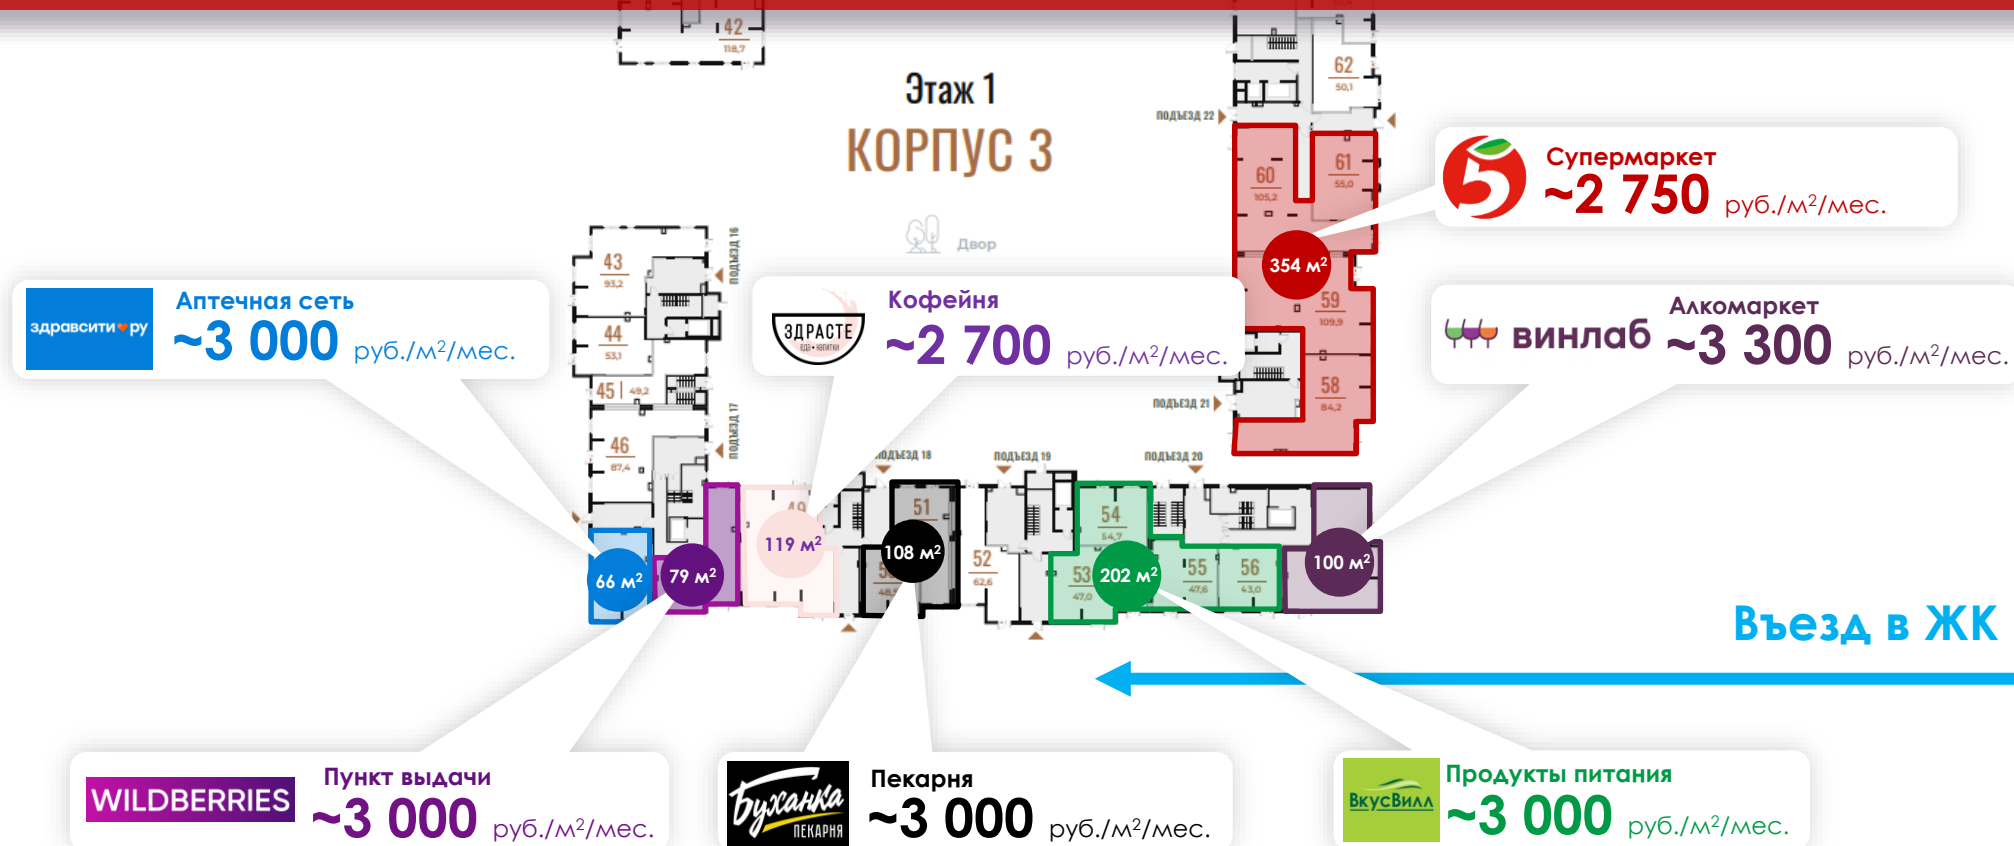 42
118,7
Этаж 1
КОРПУС 3
Двор
62
50,1
ПОДЪЕЗД 22
60
105,2
61
55,0
354 м²
59
109,9
58
84,2
ПОДЪЕЗД 21
5
Супермаркет
~2 750 руб./м²/мес.
43
93,2
ПОДЪЕЗД 16
44
53,1
45 | 49,2
46
87,4
ПОДЪЕЗД 17
здравсити ру
Аптечная сеть
~3 000 руб./м²/мес.
ЗДРАСТЕ
еда • напитки
Кофейня
~2 700 руб./м²/мес.
винлаб
Алкомаркет
~3 300 руб./м²/мес.
ПОДЪЕЗД 18
ПОДЪЕЗД 19
ПОДЪЕЗД 20
66 м²
79 м²
49
119 м²
51
108 м²
52
62,6
54
54,7
53
47,0
202 м²
55
47,6
56
43,0
100 м²
Въезд в ЖК
WILDBERRIES
Пункт выдачи
~3 000 руб./м²/мес.
Буханка
ПЕКАРНЯ
Пекарня
~3 000 руб./м²/мес.
ВкусВилл
Продукты питания
~3 000 руб./м²/мес.